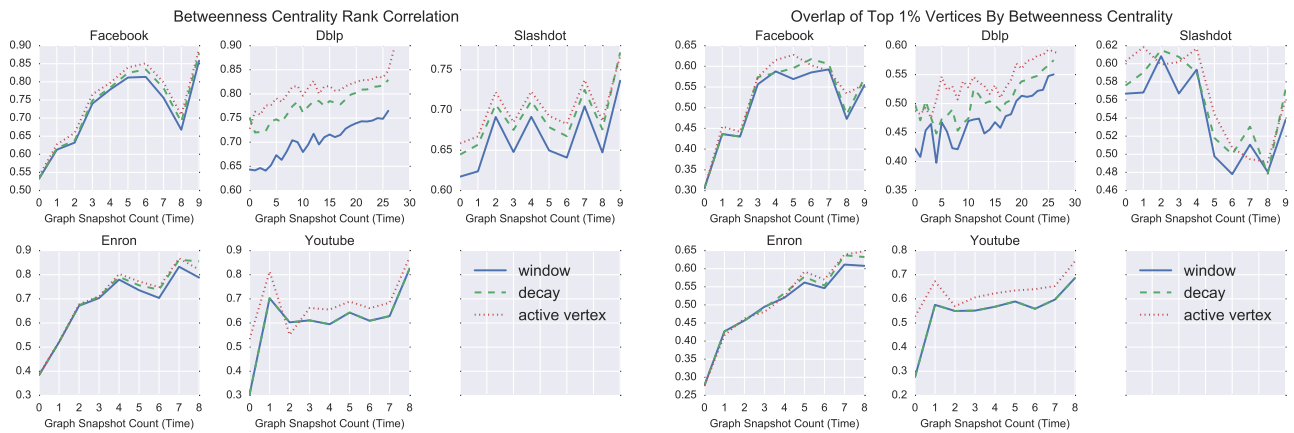 Betweenness Centrality Rank Correlation
Facebook
0.90
0.85
0.80
0.75
0.70
0.65
0.60
0.55
0.50
0 1 2 3 4 5 6 7 8 9
Graph Snapshot Count (Time)
Dblp
0.90
0.85
0.80
0.75
0.70
0.65
0.60
0 5 10 15 20 25 30
Graph Snapshot Count (Time)
Slashdot
0.75
0.70
0.65
0.60
0 1 2 3 4 5 6 7 8 9
Graph Snapshot Count (Time)
Enron
0.9
0.8
0.7
0.6
0.5
0.4
0.3
0 1 2 3 4 5 6 7 8
Graph Snapshot Count (Time)
Youtube
0.9
0.8
0.7
0.6
0.5
0.4
0.3
0 1 2 3 4 5 6 7 8
Graph Snapshot Count (Time)
window
decay
active vertex
Overlap of Top 1% Vertices By Betweenness Centrality
Facebook
0.65
0.60
0.55
0.50
0.45
0.40
0.35
0.30
0 1 2 3 4 5 6 7 8 9
Graph Snapshot Count (Time)
Dblp
0.60
0.55
0.50
0.45
0.40
0.35
0 5 10 15 20 25 30
Graph Snapshot Count (Time)
Slashdot
0.62
0.60
0.58
0.56
0.54
0.52
0.50
0.48
0.46
0 1 2 3 4 5 6 7 8 9
Graph Snapshot Count (Time)
Enron
0.65
0.60
0.55
0.50
0.45
0.40
0.35
0.30
0.25
0 1 2 3 4 5 6 7 8
Graph Snapshot Count (Time)
Youtube
0.8
0.7
0.6
0.5
0.4
0.3
0.2
0 1 2 3 4 5 6 7 8
Graph Snapshot Count (Time)
window
decay
active vertex